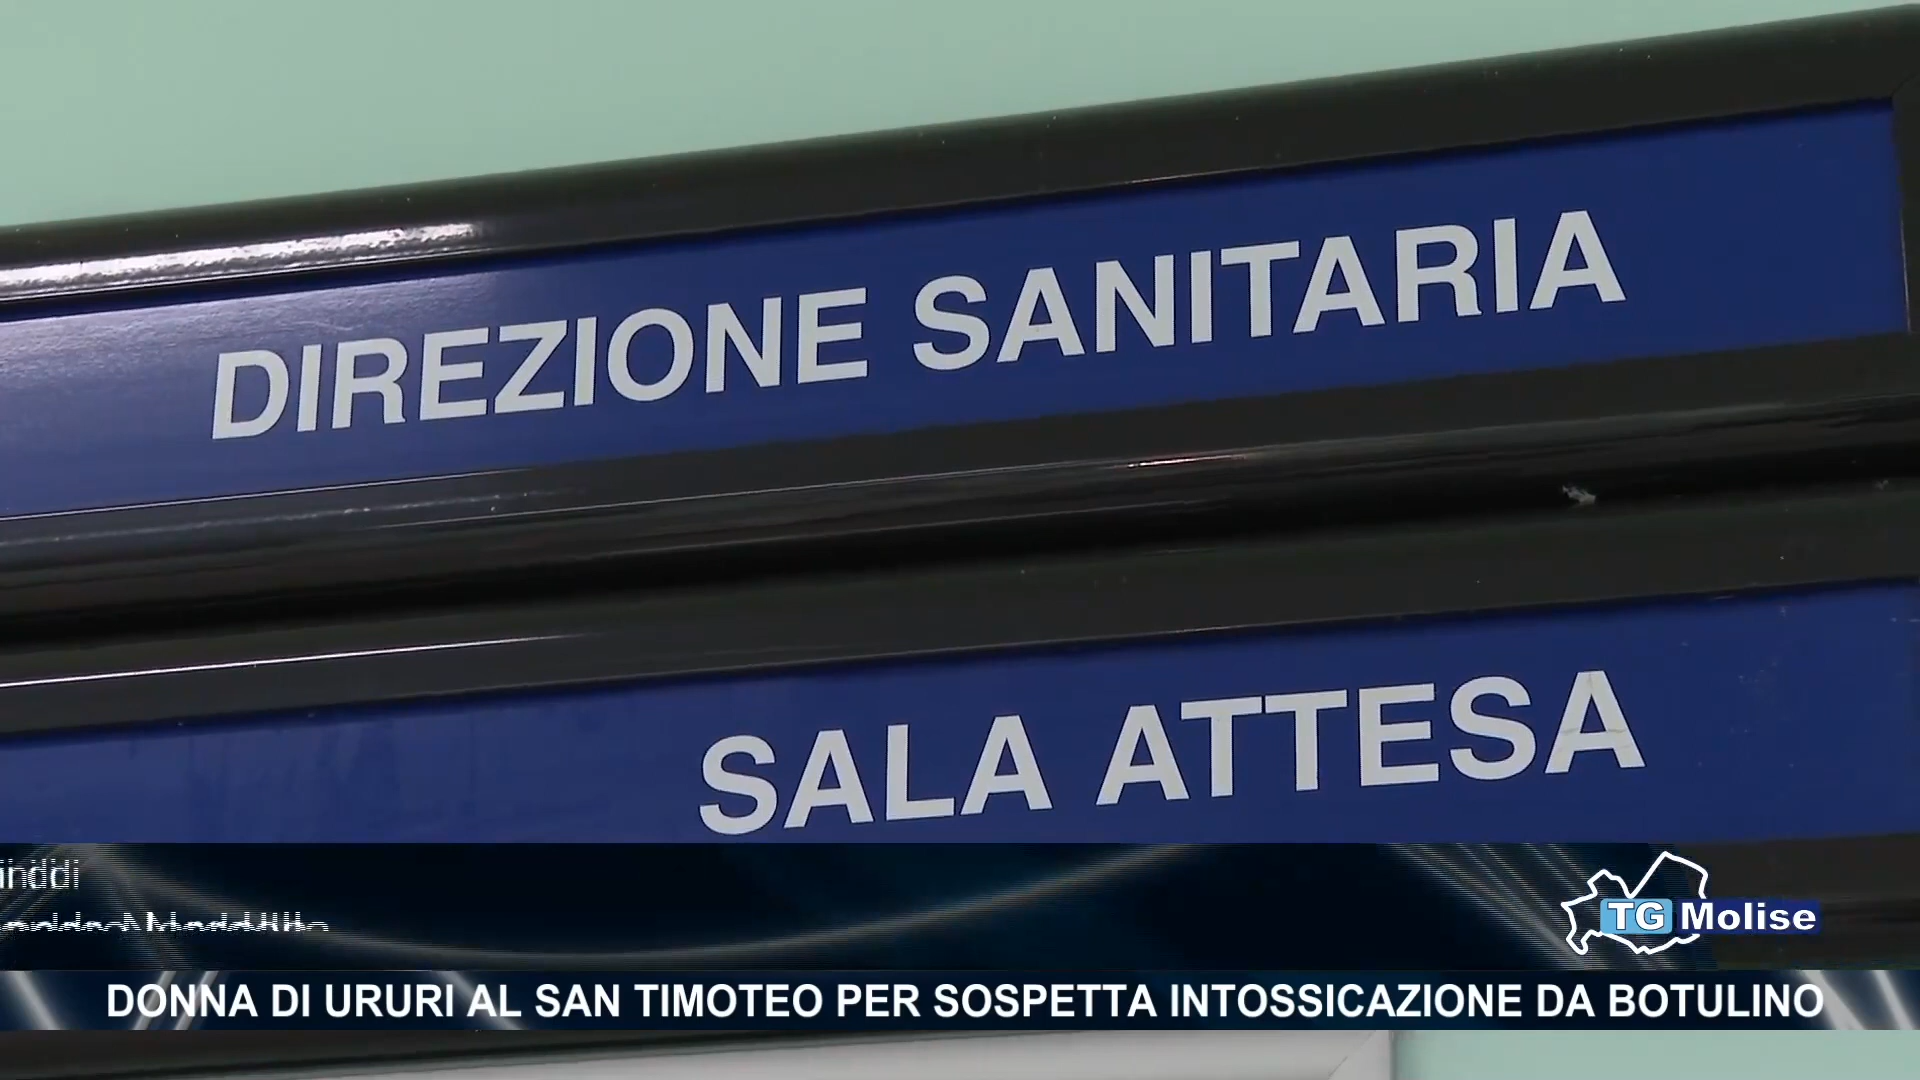 DIREZIONE SANITARIA
SALA ATTESA
TG Molise
DONNA DI URURI AL SAN TIMOTEO PER SOSPETTA INTOSSICAZIONE DA BOTULINO